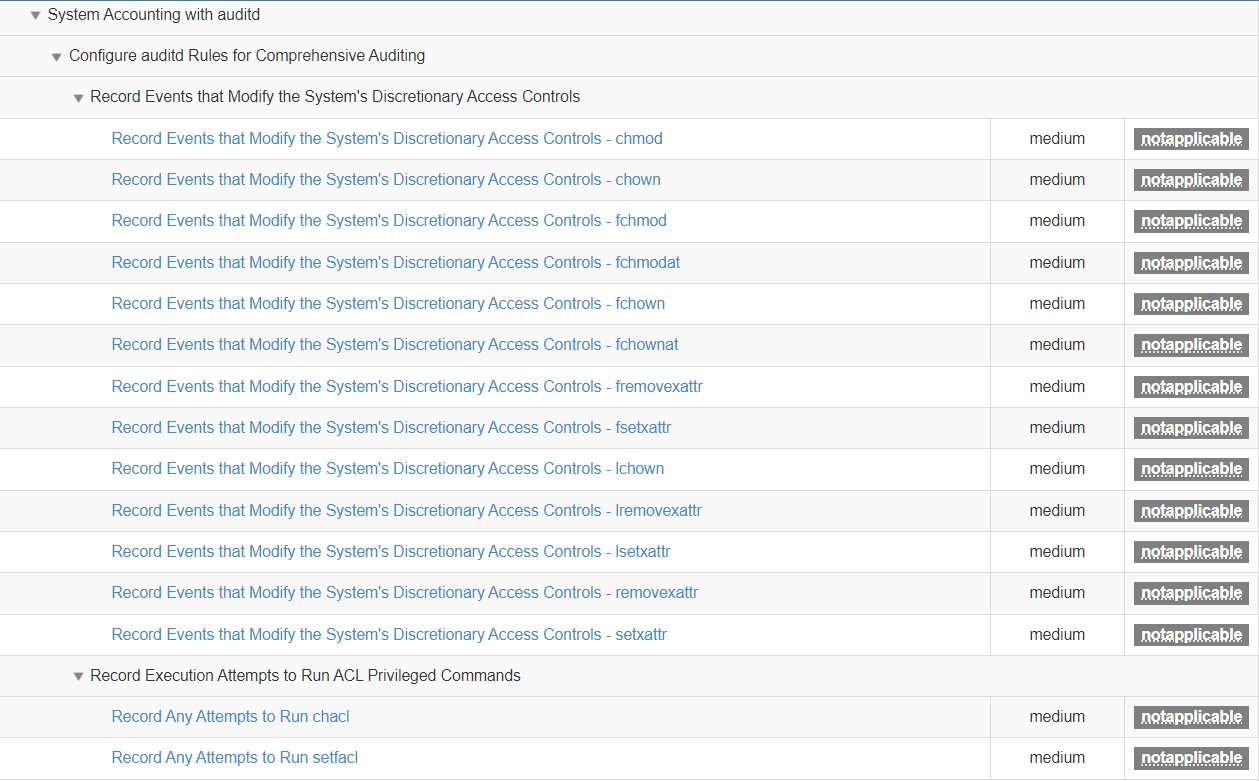 System Accounting with auditd
Configure auditd Rules for Comprehensive Auditing
Record Events that Modify the System's Discretionary Access Controls
Record Events that Modify the System's Discretionary Access Controls - chmod medium notapplicable
Record Events that Modify the System's Discretionary Access Controls - chown medium notapplicable
Record Events that Modify the System's Discretionary Access Controls - fchmod medium notapplicable
Record Events that Modify the System's Discretionary Access Controls - fchmodat medium notapplicable
Record Events that Modify the System's Discretionary Access Controls - fchown medium notapplicable
Record Events that Modify the System's Discretionary Access Controls - fchownat medium notapplicable
Record Events that Modify the System's Discretionary Access Controls - fremovexattr medium notapplicable
Record Events that Modify the System's Discretionary Access Controls - fsetxattr medium notapplicable
Record Events that Modify the System's Discretionary Access Controls - lchown medium notapplicable
Record Events that Modify the System's Discretionary Access Controls - lremovexattr medium notapplicable
Record Events that Modify the System's Discretionary Access Controls - lsetxattr medium notapplicable
Record Events that Modify the System's Discretionary Access Controls - removexattr medium notapplicable
Record Events that Modify the System's Discretionary Access Controls - setxattr medium notapplicable
Record Execution Attempts to Run ACL Privileged Commands
Record Any Attempts to Run chacl medium notapplicable
Record Any Attempts to Run setfacl medium notapplicable